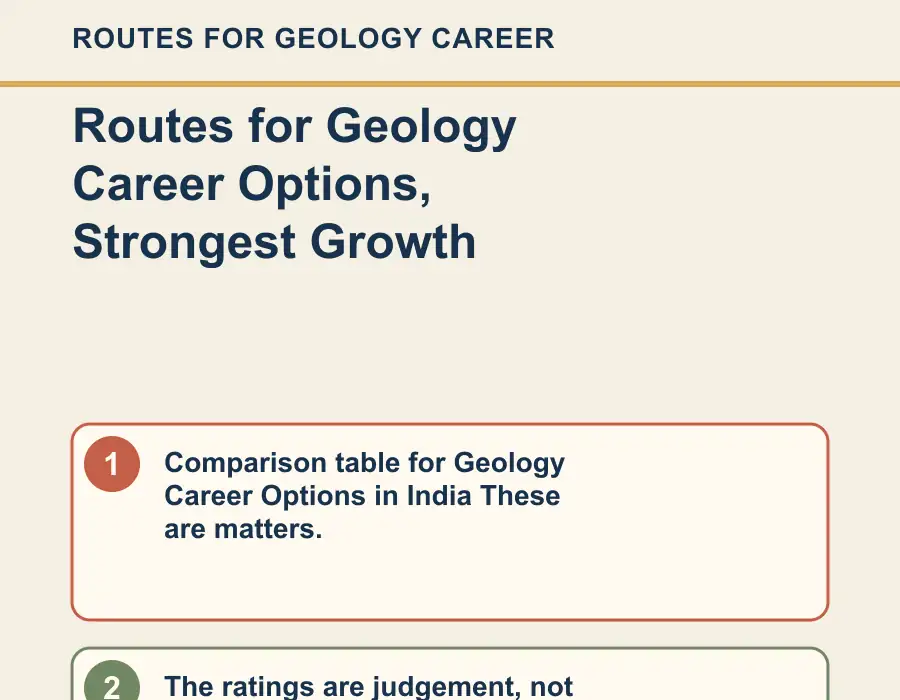 ROUTES FOR GEOLOGY CAREER
Routes for Geology
Career Options,
Strongest Growth
1
Comparison table for Geology
Career Options in India These
are matters.
2
The ratings are judgement, not